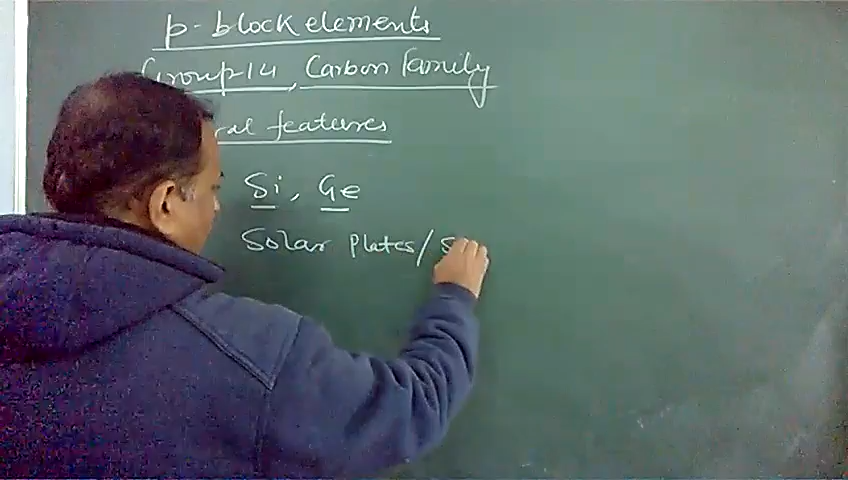 p-block elements
Group-14, Carbon Family
features
Si, Ge
Solar Plates/S